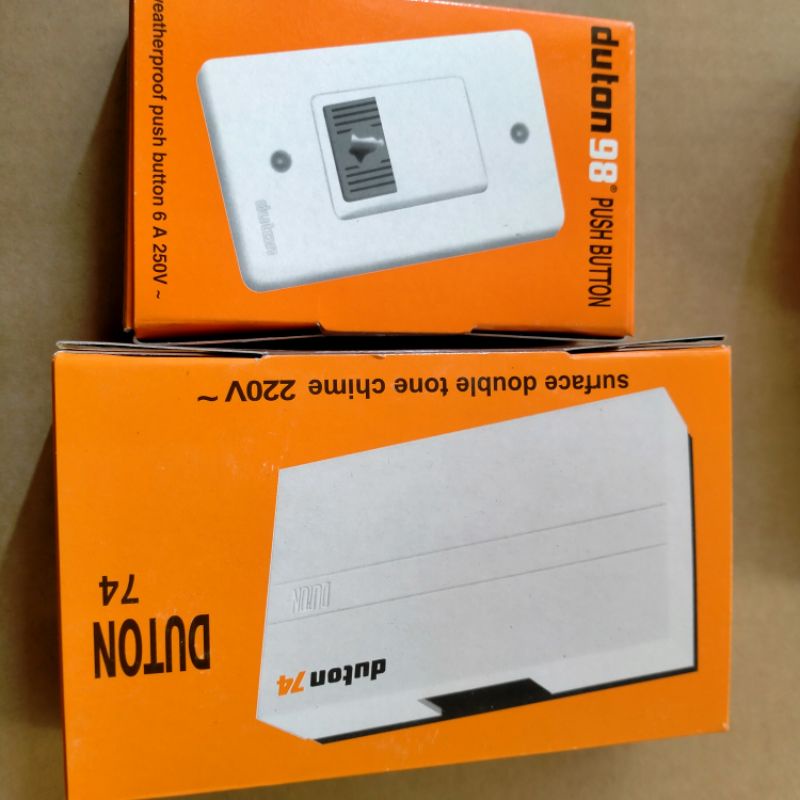 duton 98® PUSH BUTTON
weatherproof push button 6 A 250V ~
duton
surface double tone chime 220V ~
DUTON
74
DUTON
duton 74